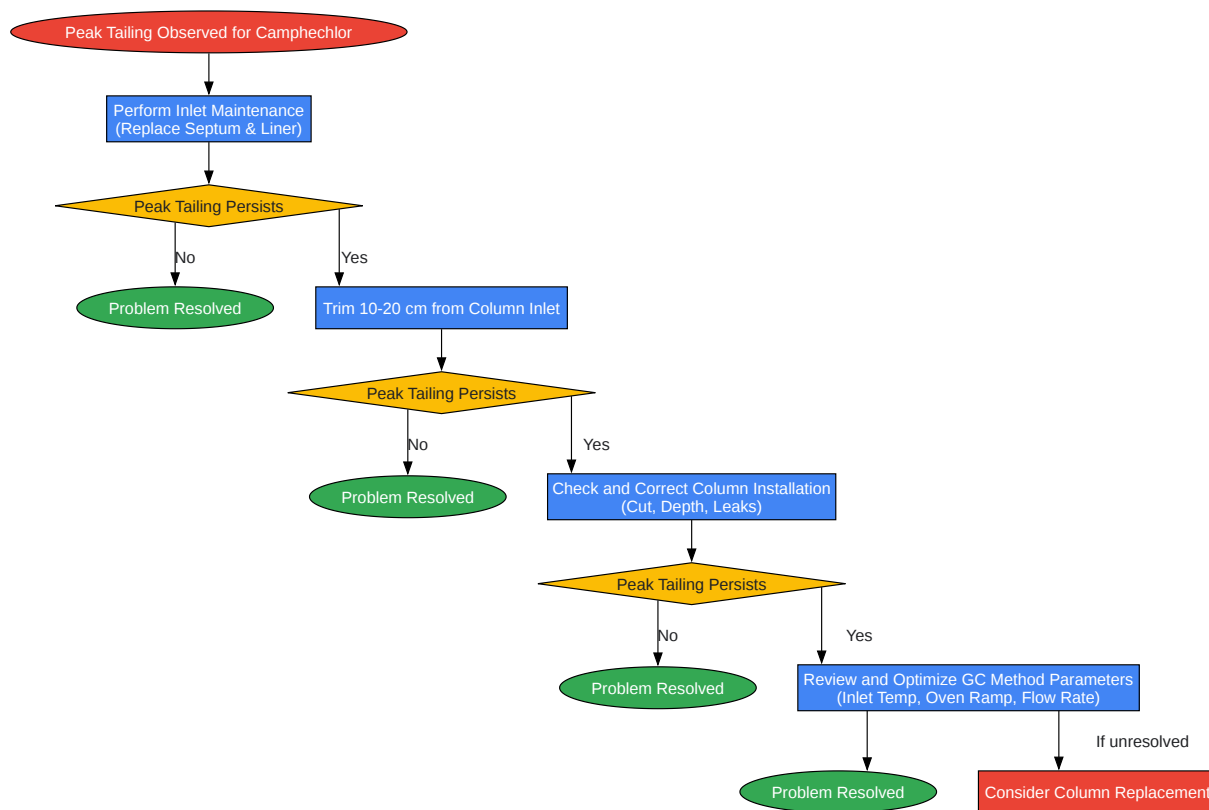 Peak Tailing Observed for Camphechlor
Perform Inlet Maintenance
(Replace Septum & Liner)
Peak Tailing Persists
No
Yes
Problem Resolved
Trim 10-20 cm from Column Inlet
Peak Tailing Persists
No
Yes
Problem Resolved
Check and Correct Column Installation
(Cut, Depth, Leaks)
Peak Tailing Persists
No
Yes
Problem Resolved
Review and Optimize GC Method Parameters
(Inlet Temp, Oven Ramp, Flow Rate)
If unresolved
Problem Resolved
Consider Column Replacement